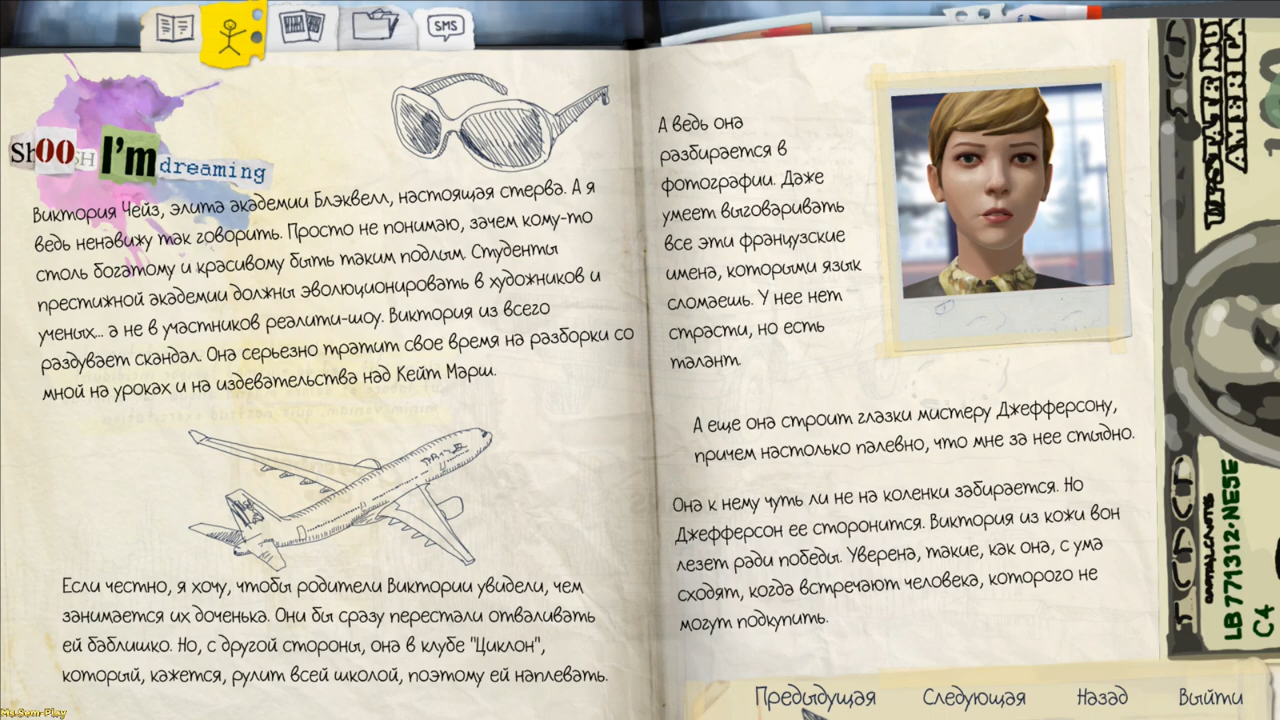 SMS
ShOOSH I'm dreaming
Виктория Чейз, элита академии Блэквелл, настоящая стерва. А я
ведь ненавижу так говорить. Просто не понимаю, зачем кому-то
столь богатому и красивому быть таким подлым. Студенты
престижной академии должны эволюционировать в художников и
ученых... а не в участников реалити-шоу. Виктория из всего
раздувает скандал. Она серьезно тратит свое время на разборки со
мной на уроках и на издевательства над Кейт Марш.
Если честно, я хочу, чтобы родители Виктории увидели, чем
занимается их доченька. Они бы сразу перестали отваливать
ей баблишко. Но, с другой стороны, она в клубе "Циклон",
который, кажется, рулит всей школой, поэтому ей наплевать.
А ведь она
разбирается в
фотографии. Даже
умеет выговаривать
все эти французские
имена, которыми язык
сломаешь. У нее нет
страсти, но есть
талант.
А еще она строит глазки мистеру Джефферсону,
причем настолько палевно, что мне за нее стыдно.
Она к нему чуть ли не на коленки забирается. Но
Джефферсон ее сторонится. Виктория из кожи вон
лезет ради победы. Уверена, такие, как она, с ума
сходят, когда встречают человека, которого не
могут подкупить.
AMERICA
LB771312-NE5E
C4
Предыдущая Следующая Назад Выйти
Ms.Sem-Play